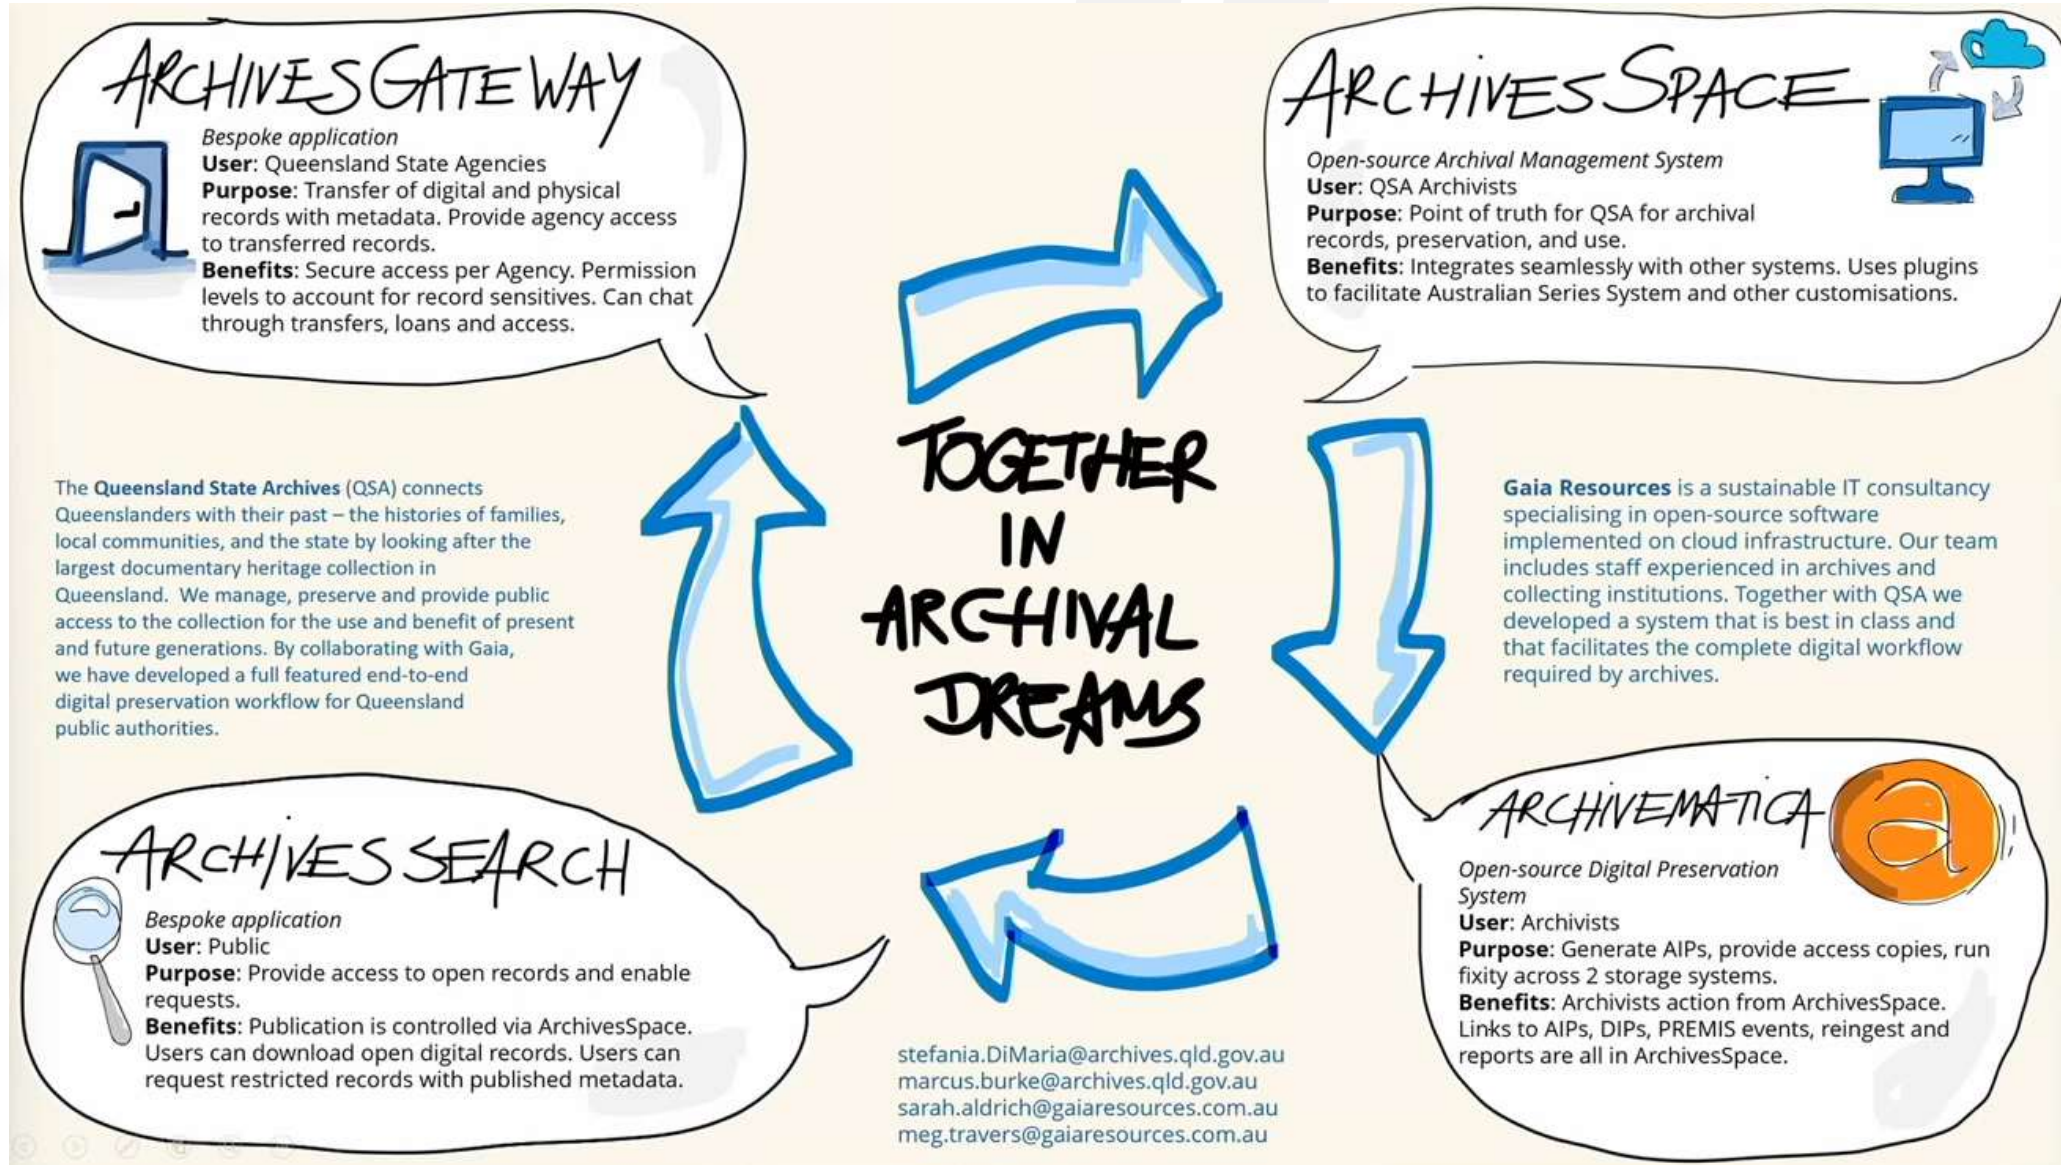 ARCHIVES GATEWAY
Bespoke application
User: Queensland State Agencies
Purpose: Transfer of digital and physical
records with metadata. Provide agency access
to transferred records.
Benefits: Secure access per Agency. Permission
levels to account for record sensitives. Can chat
through transfers, loans and access.
ARCHIVESSPACE
Open-source Archival Management System
User: QSA Archivists
Purpose: Point of truth for QSA for archival
records, preservation, and use.
Benefits: Integrates seamlessly with other systems. Uses plugins
to facilitate Australian Series System and other customisations.
The Queensland State Archives (QSA) connects
Queenslanders with their past – the histories of families,
local communities, and the state by looking after the
largest documentary heritage collection in
Queensland. We manage, preserve and provide public
access to the collection for the use and benefit of present
and future generations. By collaborating with Gaia,
we have developed a full featured end-to-end
digital preservation workflow for Queensland
public authorities.
TOGETHER
IN
ARCHIVAL
DREAMS
Gaia Resources is a sustainable IT consultancy
specialising in open-source software
implemented on cloud infrastructure. Our team
includes staff experienced in archives and
collecting institutions. Together with QSA we
developed a system that is best in class and
that facilitates the complete digital workflow
required by archives.
ARCHIVES SEARCH
Bespoke application
User: Public
Purpose: Provide access to open records and enable
requests.
Benefits: Publication is controlled via ArchivesSpace.
Users can download open digital records. Users can
request restricted records with published metadata.
ARCHIVEMATICA
a
Open-source Digital Preservation
System
User: Archivists
Purpose: Generate AIPs, provide access copies, run
fixity across 2 storage systems.
Benefits: Archivists action from ArchivesSpace.
Links to AIPs, DIPs, PREMIS events, reingest and
reports are all in ArchivesSpace.
stefania.DiMaria@archives.qld.gov.au
marcus.burke@archives.qld.gov.au
sarah.aldrich@gaiaresources.com.au
meg.travers@gaiaresources.com.au